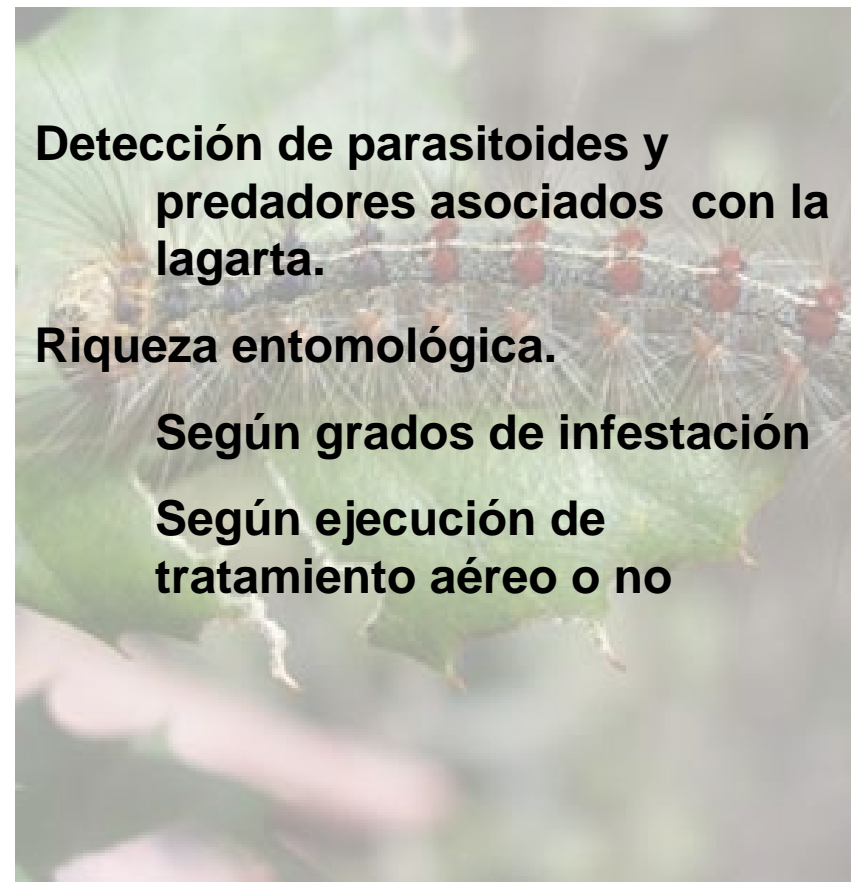 Detección de parasitoides y
predadores asociados con la
lagarta.
Riqueza entomológica.
Según grados de infestación
Según ejecución de
tratamiento aéreo o no